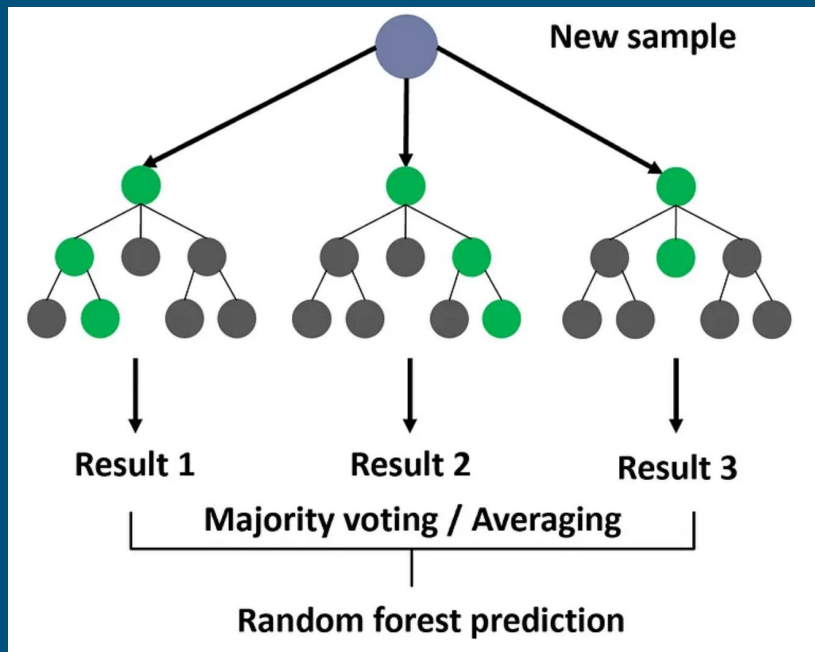 New sample
Result 1
Result 2
Result 3
Majority voting / Averaging
Random forest prediction